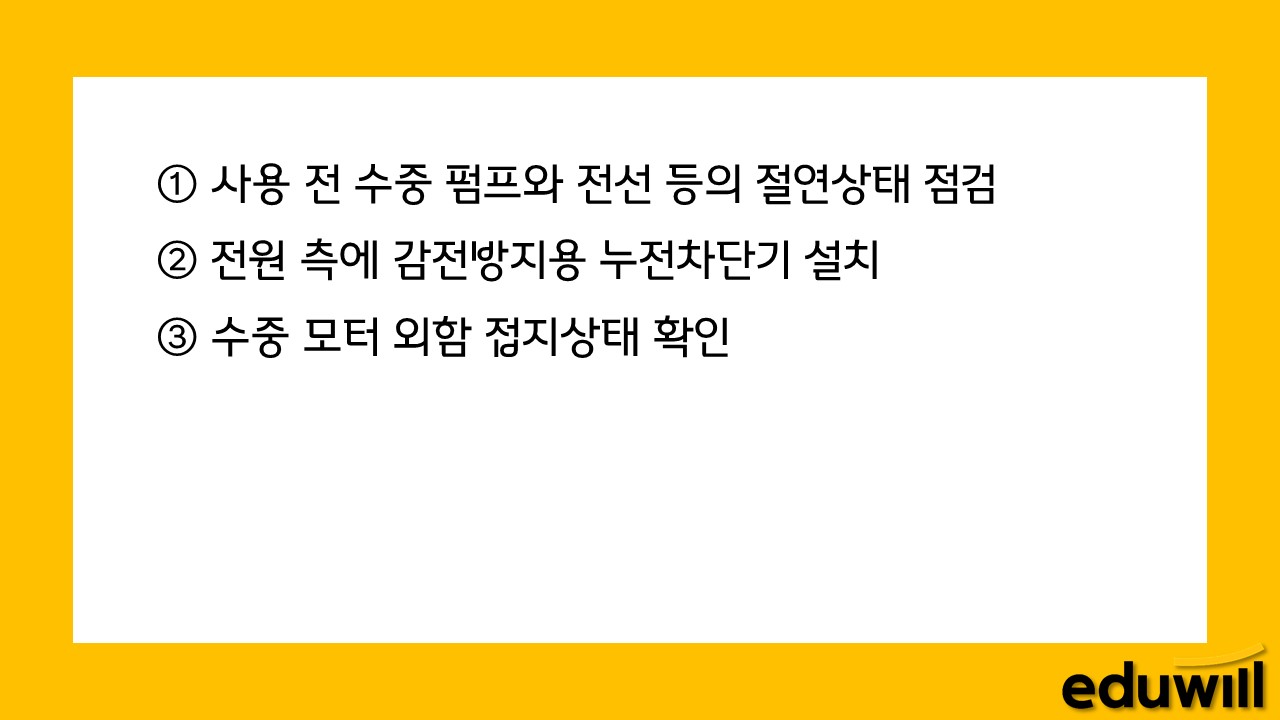 ① 사용 전 수중 펌프와 전선 등의 절연상태 점검
② 전원 측에 감전방지용 누전차단기 설치
③ 수중 모터 외함 접지상태 확인
eduwill